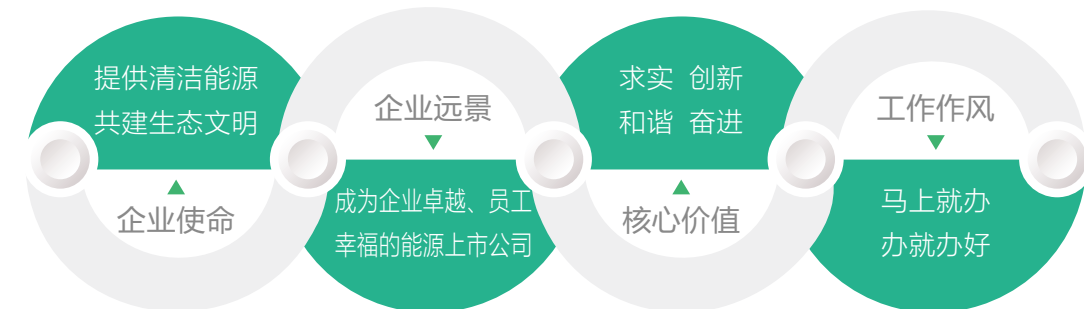 提供清洁能源
共建生态文明
企业使命
企业远景
成为企业卓越、员工
幸福的能源上市公司
求实 创新
和谐 奋进
核心价值
工作作风
马上就办
办就办好